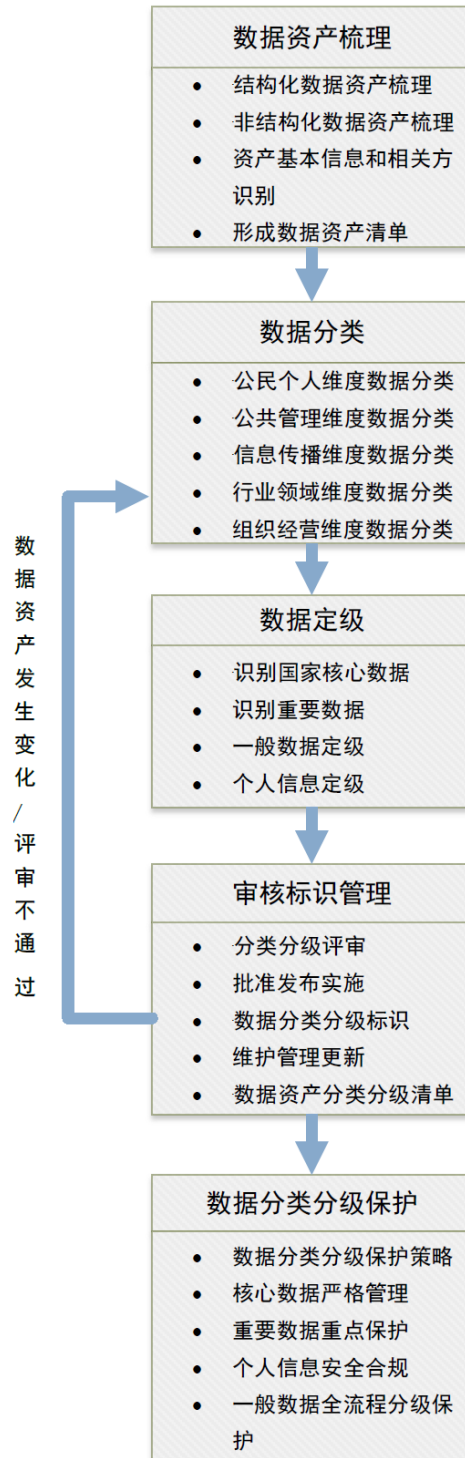 数据资产梳理
结构化数据资产梳理
非结构化数据资产梳理
资产基本信息和相关方
识别
形成数据资产清单
数据分类
公民个人维度数据分类
公共管理维度数据分类
信息传播维度数据分类
行业领域维度数据分类
组织经营维度数据分类
数据资产发生变化/评审不通过
数据定级
识别国家核心数据
识别重要数据
一般数据定级
个人信息定级
审核标识管理
分类分级评审
批准发布实施
数据分类分级标识
维护管理更新
数据资产分类分级清单
数据分类分级保护
数据分类分级保护策略
核心数据严格管理
重要数据重点保护
个人信息安全合规
一般数据全流程分级保
护